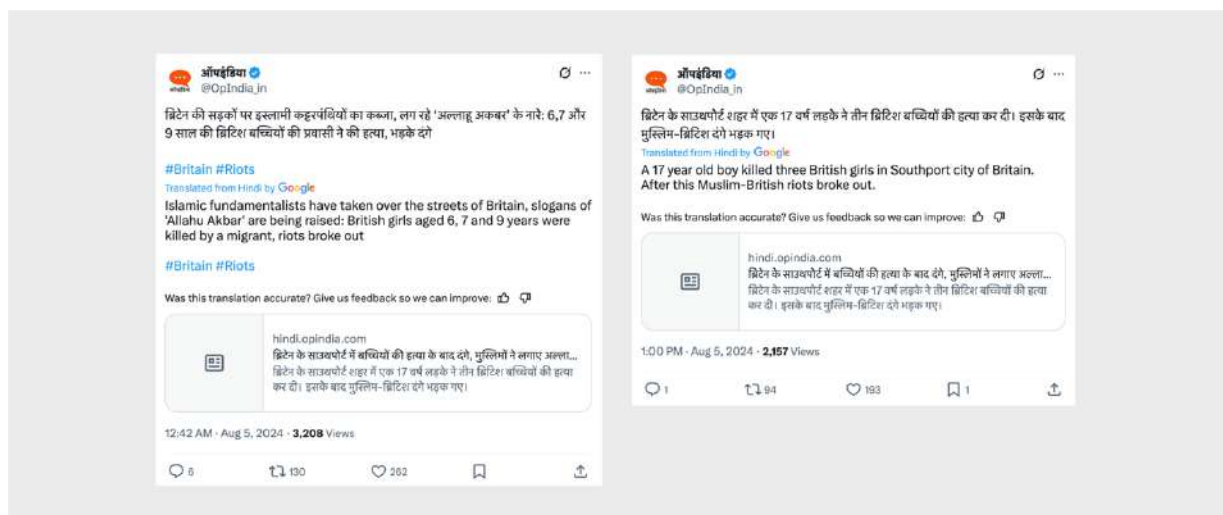 ऑपइंडिया
@OpIndia_in
ब्रिटेन की सड़कों पर इस्लामी कट्टरपंथियों का कब्जा, लग रहे 'अल्लाहू अकबर' के नारे: 6,7 और
9 साल की ब्रिटिश बच्चियों की प्रवासी ने की हत्या, भड़के दंगे
#Britain #Riots
Translated from Hindi by Google
Islamic fundamentalists have taken over the streets of Britain, slogans of
'Allahu Akbar' are being raised: British girls aged 6, 7 and 9 years were
killed by a migrant, riots broke out
#Britain #Riots
Was this translation accurate? Give us feedback so we can improve:
hindi.opindia.com
ब्रिटेन के साउथपोर्ट में बच्चियों की हत्या के बाद दंगे, मुस्लिमों ने लगाए अल्ला...
ब्रिटेन के साउथपोर्ट शहर में एक 17 वर्ष लड़के ने तीन ब्रिटिश बच्चियों की हत्या
कर दी। इसके बाद मुस्लिम-ब्रिटिश दंगे भड़क गए।
12:42 AM · Aug 5, 2024 · 3,208 Views
6 130 262
ऑपइंडिया
@OpIndia_in
ब्रिटेन के साउथपोर्ट शहर में एक 17 वर्ष लड़के ने तीन ब्रिटिश बच्चियों की हत्या कर दी। इसके बाद
मुस्लिम-ब्रिटिश दंगे भड़क गए।
Translated from Hindi by Google
A 17 year old boy killed three British girls in Southport city of Britain.
After this Muslim-British riots broke out.
Was this translation accurate? Give us feedback so we can improve:
hindi.opindia.com
ब्रिटेन के साउथपोर्ट में बच्चियों की हत्या के बाद दंगे, मुस्लिमों ने लगाए अल्ला...
ब्रिटेन के साउथपोर्ट शहर में एक 17 वर्ष लड़के ने तीन ब्रिटिश बच्चियों की हत्या
कर दी। इसके बाद मुस्लिम-ब्रिटिश दंगे भड़क गए।
1:00 PM · Aug 5, 2024 · 2,157 Views
1 94 193 1